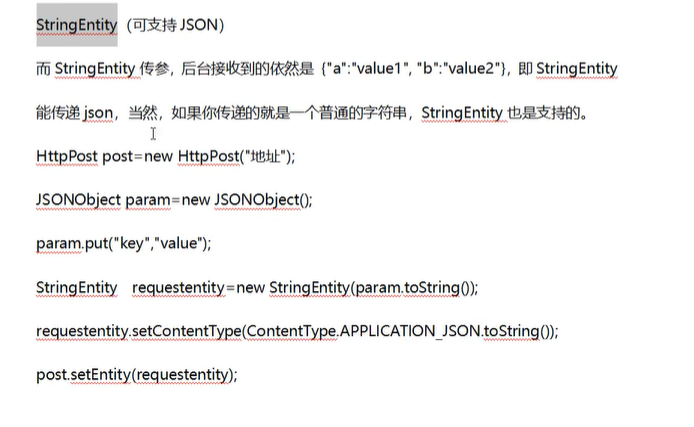 StringEntity（可支持 JSON）
而 StringEntity 传参，后台接收到的依然是 {"a":"value1", "b":"value2"}，即 StringEntity
能传递 json，当然，如果你传递的就是一个普通的字符串，StringEntity 也是支持的。
HttpPost post=new HttpPost("地址");
JSONObject param=new JSONObject();
param.put("key","value");
StringEntity   requestentity=new StringEntity(param.toString());
requestentity.setContentType(ContentType.APPLICATION_JSON.toString());
post.setEntity(requestentity);